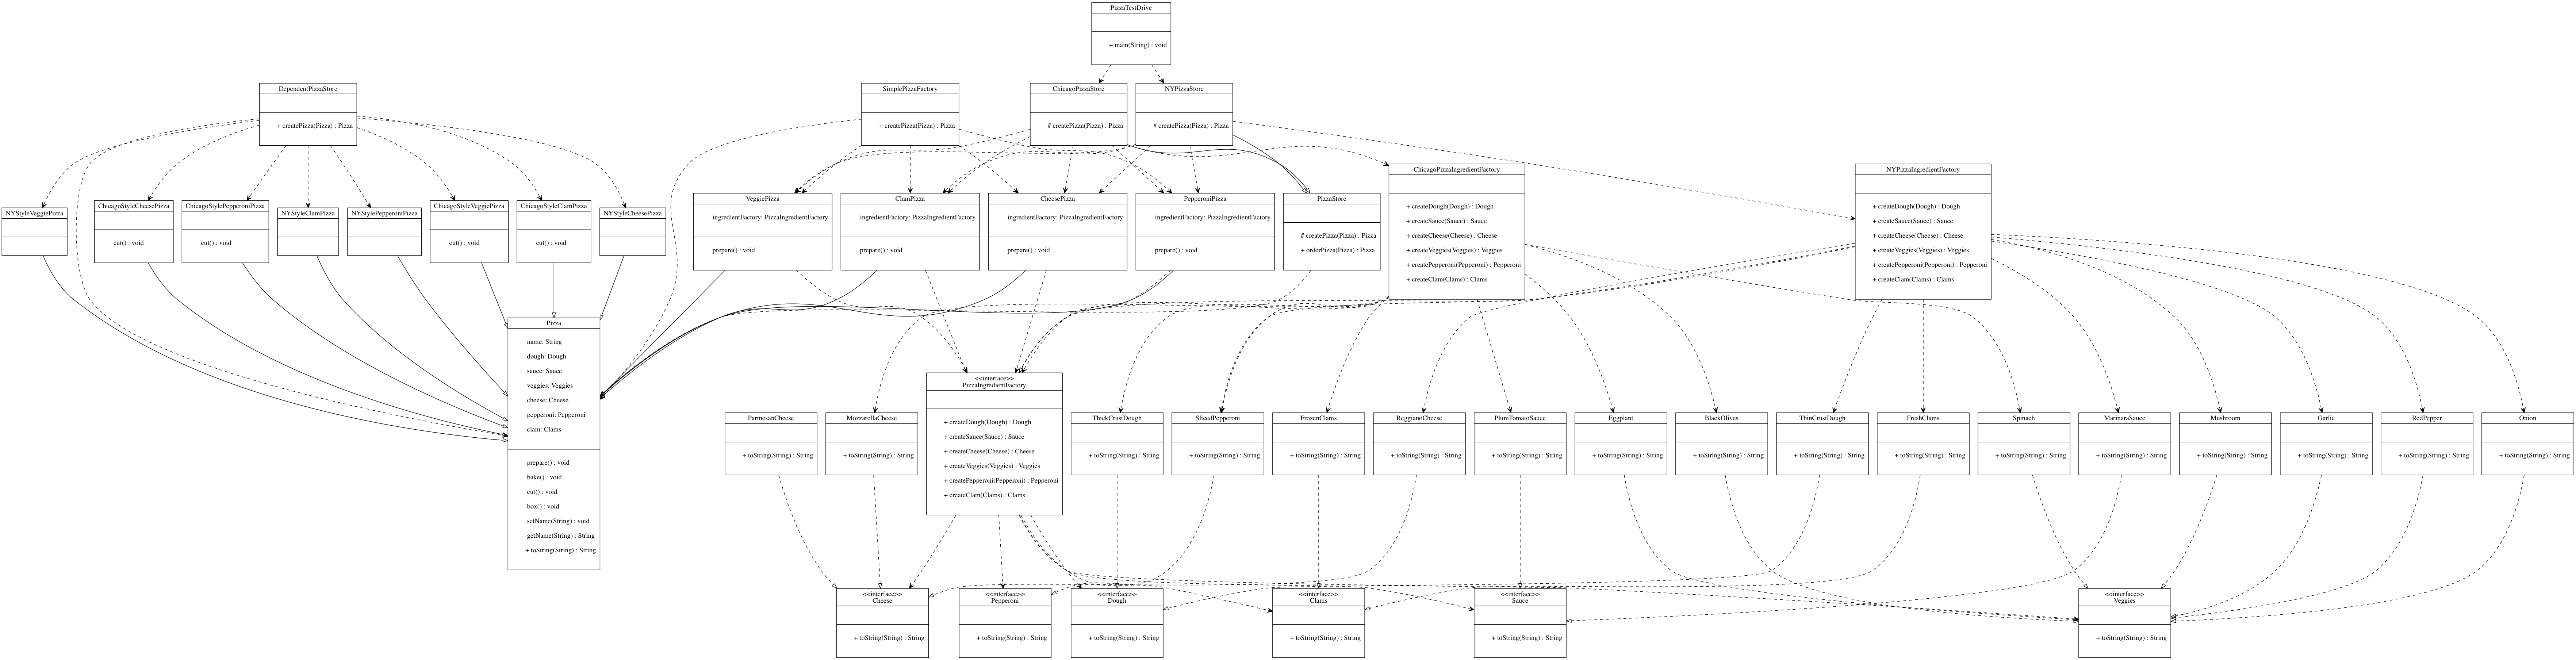 PizzaTestDrive
+ main(String) : void
DependentPizzaStore
+ createPizza(Pizza) : Pizza
SimplePizzaFactory
+ createPizza(Pizza) : Pizza
ChicagoPizzaStore
# createPizza(Pizza) : Pizza
NYPizzaStore
# createPizza(Pizza) : Pizza
NYStyleVeggiePizza
ChicagoStyleCheesePizza
cut() : void
ChicagoStylePepperoniPizza
cut() : void
NYStyleClamPizza
NYStylePepperoniPizza
ChicagoStyleVeggiePizza
cut() : void
ChicagoStyleClamPizza
cut() : void
NYStyleCheesePizza
VeggiePizza
ingredientFactory: PizzaIngredientFactory
prepare() : void
ClamPizza
ingredientFactory: PizzaIngredientFactory
prepare() : void
CheesePizza
ingredientFactory: PizzaIngredientFactory
prepare() : void
PepperoniPizza
ingredientFactory: PizzaIngredientFactory
prepare() : void
PizzaStore
# createPizza(Pizza) : Pizza
+ orderPizza(Pizza) : Pizza
ChicagoPizzaIngredientFactory
+ createDough(Dough) : Dough
+ createSauce(Sauce) : Sauce
+ createCheese(Cheese) : Cheese
+ createVeggies(Veggies) : Veggies
+ createPepperoni(Pepperoni) : Pepperoni
+ createClam(Clams) : Clams
NYPizzaIngredientFactory
+ createDough(Dough) : Dough
+ createSauce(Sauce) : Sauce
+ createCheese(Cheese) : Cheese
+ createVeggies(Veggies) : Veggies
+ createPepperoni(Pepperoni) : Pepperoni
+ createClam(Clams) : Clams
Pizza
name: String
dough: Dough
sauce: Sauce
veggies: Veggies
cheese: Cheese
pepperoni: Pepperoni
clam: Clams
prepare() : void
bake() : void
cut() : void
box() : void
setName(String) : void
getName(String) : String
+ toString(String) : String
ParmesanCheese
+ toString(String) : String
MozzarellaCheese
+ toString(String) : String
<<interface>>
PizzaIngredientFactory
+ createDough(Dough) : Dough
+ createSauce(Sauce) : Sauce
+ createCheese(Cheese) : Cheese
+ createVeggies(Veggies) : Veggies
+ createPepperoni(Pepperoni) : Pepperoni
+ createClam(Clams) : Clams
ThickCrustDough
+ toString(String) : String
SlicedPepperoni
+ toString(String) : String
FrozenClams
+ toString(String) : String
ReggianoCheese
+ toString(String) : String
PlumTomatoSauce
+ toString(String) : String
Eggplant
+ toString(String) : String
BlackOlives
+ toString(String) : String
ThinCrustDough
+ toString(String) : String
FreshClams
+ toString(String) : String
Spinach
+ toString(String) : String
MarinaraSauce
+ toString(String) : String
Mushroom
+ toString(String) : String
Garlic
+ toString(String) : String
RedPepper
+ toString(String) : String
Onion
+ toString(String) : String
<<interface>>
Cheese
+ toString(String) : String
<<interface>>
Pepperoni
+ toString(String) : String
<<interface>>
Dough
+ toString(String) : String
<<interface>>
Clams
+ toString(String) : String
<<interface>>
Sauce
+ toString(String) : String
<<interface>>
Veggies
+ toString(String) : String